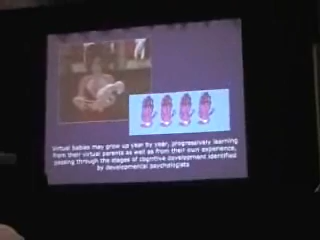 Virtual babies may grow up year by year, progressively learning
from their virtual parents as well as from their own experience,
passing through the stages of cognitive development identified
by developmental psychologists